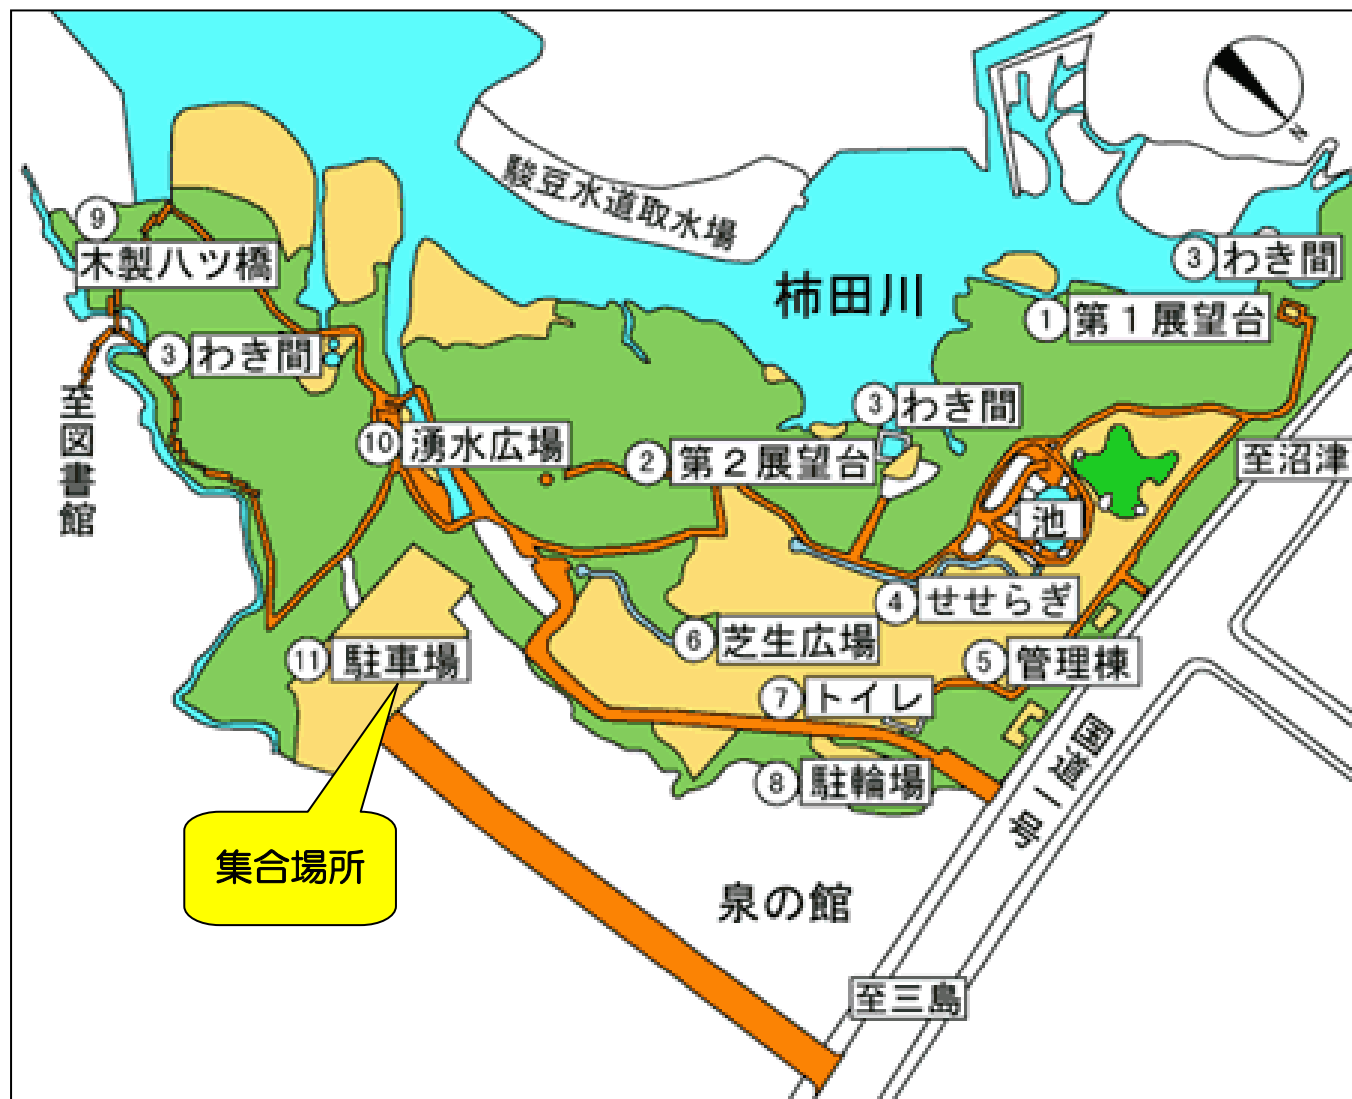 N
駿豆水道取水場
⑨
木製八ツ橋
③わき間
柿田川
①第1展望台
③わき間
③わき間
至図書館
⑩湧水広場
②第2展望台
至沼津
池
④せせらぎ
⑥芝生広場
⑤管理棟
⑪駐車場
⑦トイレ
⑧駐輪場
国道一号
集合場所
泉の館
至三島